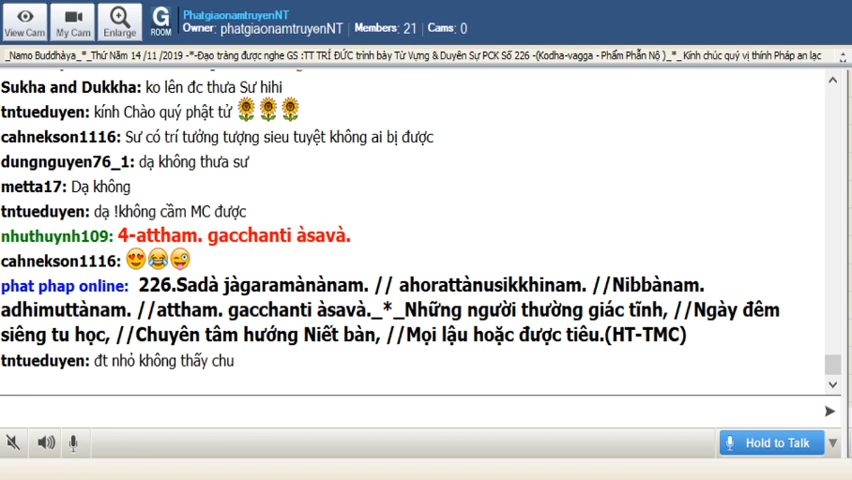 View Cam
My Cam
Enlarge
G
ROOM
PhatgiaonamtruyenNT
Owner: phatgiaonamtruyenNT | Members: 21 | Cams: 0
_Namo Buddhàya_*_Thứ Năm 14 /11 /2019 -*-Đạo tràng được nghe GS :TT TRÍ ĐỨC trình bày Từ Vựng & Duyên Sự PCK Số 226 -(Kodha-vagga - Phẩm Phẫn Nộ )_*_ Kính chúc quý vị thính Pháp an lạc
Sukha and Dukkha: ko lên đc thưa Sư hihi
tntueduyen: kính Chào quý phật tử
cahnekson1116: Sư có trí tưởng tượng sieu tuyệt không ai bị được
dungnguyen76_1: dạ không thưa sư
metta17: Dạ không
tntueduyen: dạ !không cầm MC được
nhuthuynh109: 4-attham. gacchanti àsavà.
cahnekson1116:
phat phap online: 226.Sadà jàgaramànànam. // ahorattànusikkhinam. //Nibbànam.
adhimuttànam. //attham. gacchanti àsavà._*_Những người thường giác tĩnh, //Ngày đêm
siêng tu học, //Chuyên tâm hướng Niết bàn, //Mọi lậu hoặc được tiêu.(HT-TMC)
tntueduyen: đt nhỏ không thấy chu
Hold to Talk